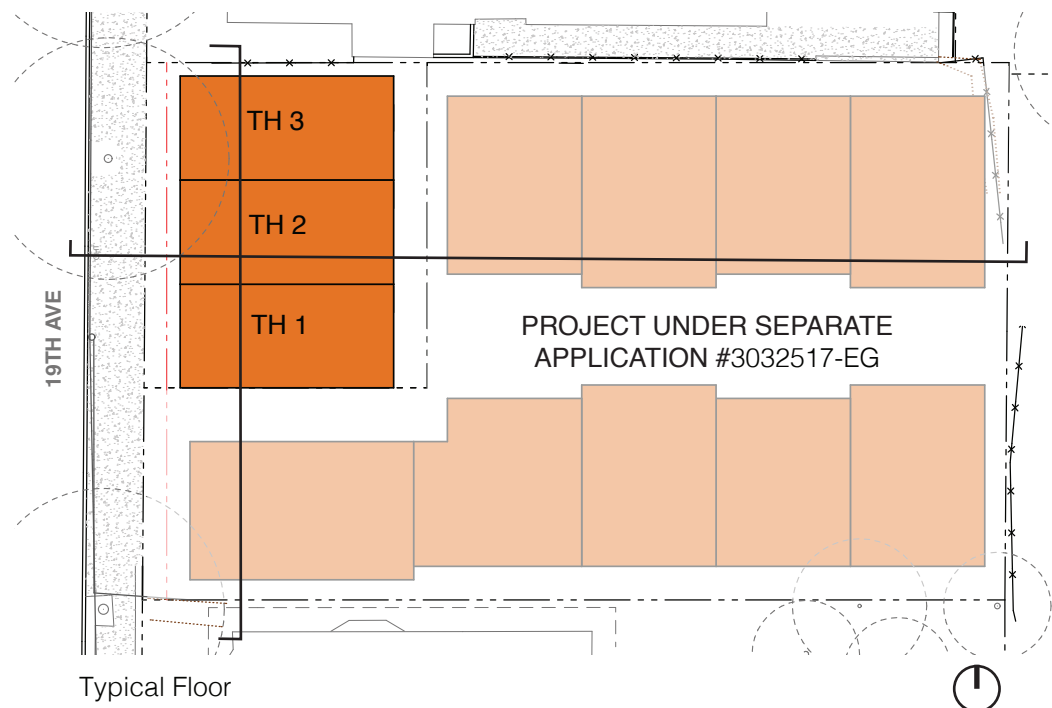 TH 3
TH 2
TH 1
19TH AVE
PROJECT UNDER SEPARATE
APPLICATION #3032517-EG
Typical Floor